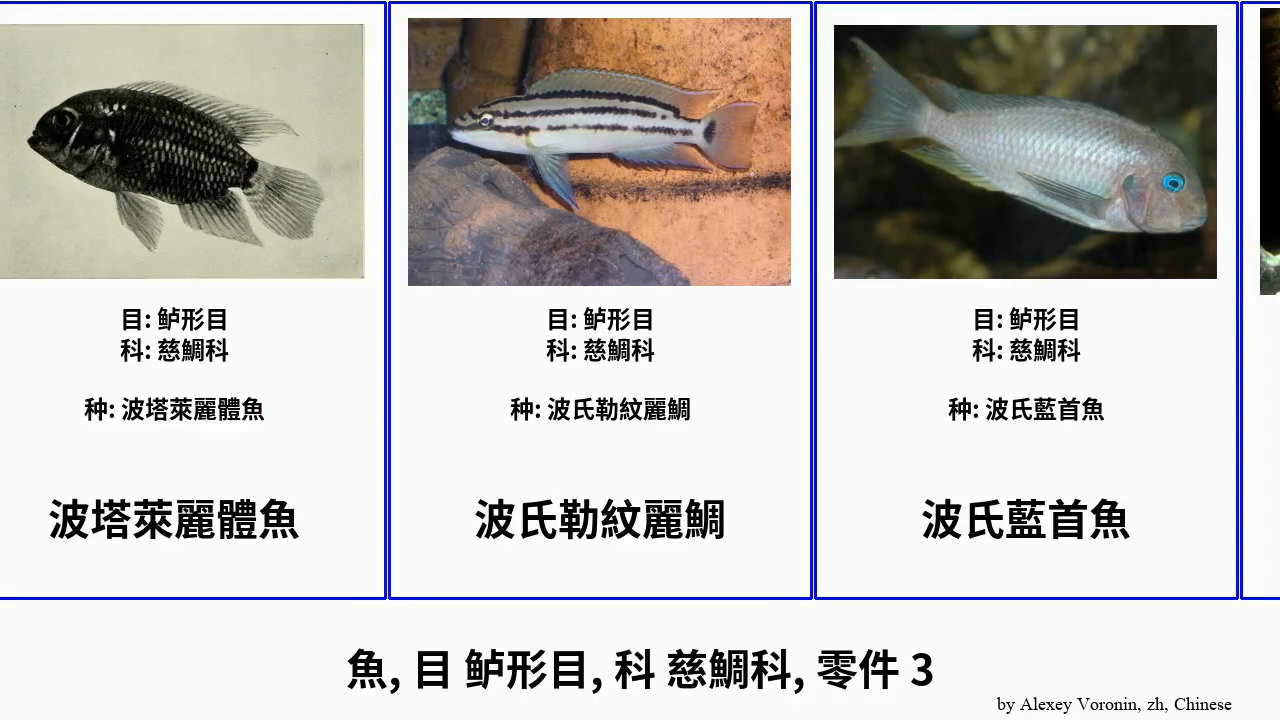 目: 鲈形目
科: 慈鯛科
种: 波塔萊麗體魚
波塔萊麗體魚
目: 鲈形目
科: 慈鯛科
种: 波氏勒紋麗鯛
波氏勒紋麗鯛
目: 鲈形目
科: 慈鯛科
种: 波氏藍首魚
波氏藍首魚
魚, 目 鲈形目, 科 慈鯛科, 零件 3
by Alexey Voronin, zh, Chinese